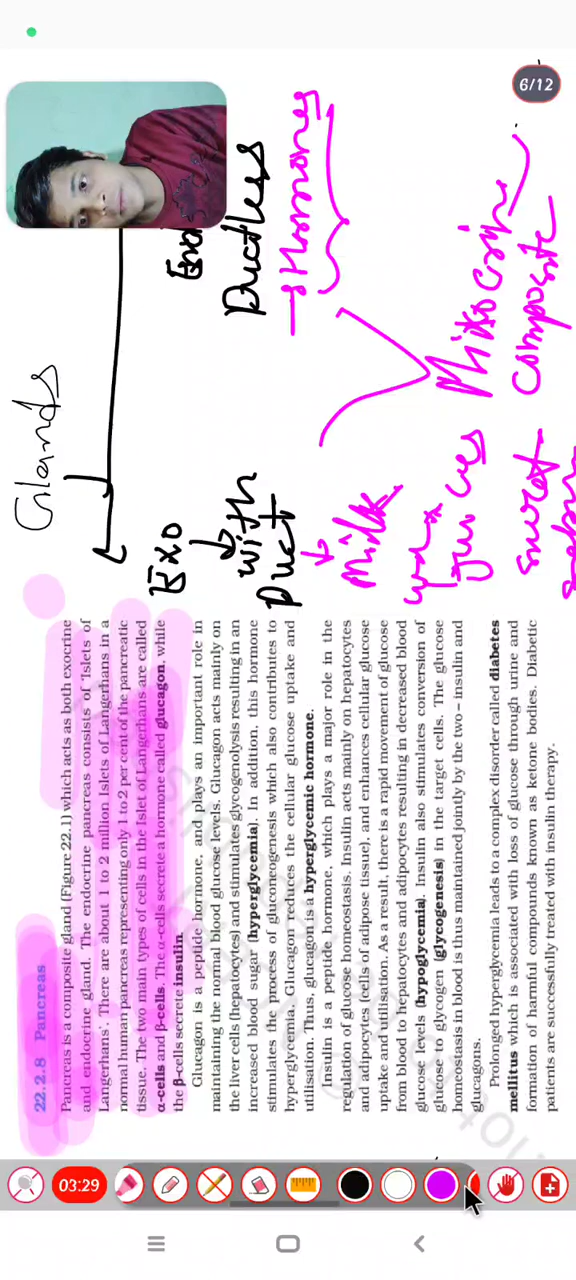 6/12
Glands
Exo
with
Duct
Milk
Ductless
Hormones
composite
22.2.8 Pancreas
Pancreas is a composite gland (Figure 22.1) which acts as both exocrine
and endocrine gland. The endocrine pancreas consists of 'Islets of
Langerhans'. There are about 1 to 2 million Islets of Langerhans in a
normal human pancreas representing only 1 to 2 per cent of the pancreatic
tissue. The two main types of cells in the Islet of Langerhans are called
α-cells and β-cells. The α-cells secrete a hormone called glucagon, while
the β-cells secrete insulin.
Glucagon is a peptide hormone, and plays an important role in
maintaining the normal blood glucose levels. Glucagon acts mainly on
the liver cells (hepatocytes) and stimulates glycogenolysis resulting in an
increased blood sugar (hyperglycemia). In addition, this hormone
stimulates the process of gluconeogenesis which also contributes to
hyperglycemia. Glucagon reduces the cellular glucose uptake and
utilisation. Thus, glucagon is a hyperglycemic hormone.
Insulin is a peptide hormone, which plays a major role in the
regulation of glucose homeostasis. Insulin acts mainly on hepatocytes
and adipocytes (cells of adipose tissue), and enhances cellular glucose
uptake and utilisation. As a result, there is a rapid movement of glucose
from blood to hepatocytes and adipocytes resulting in decreased blood
glucose levels (hypoglycemia). Insulin also stimulates conversion of
glucose to glycogen (glycogenesis) in the target cells. The glucose
homeostasis in blood is thus maintained jointly by the two – insulin and
glucagons.
Prolonged hyperglycemia leads to a complex disorder called diabetes
mellitus which is associated with loss of glucose through urine and
formation of harmful compounds known as ketone bodies. Diabetic
patients are successfully treated with insulin therapy.
03:29